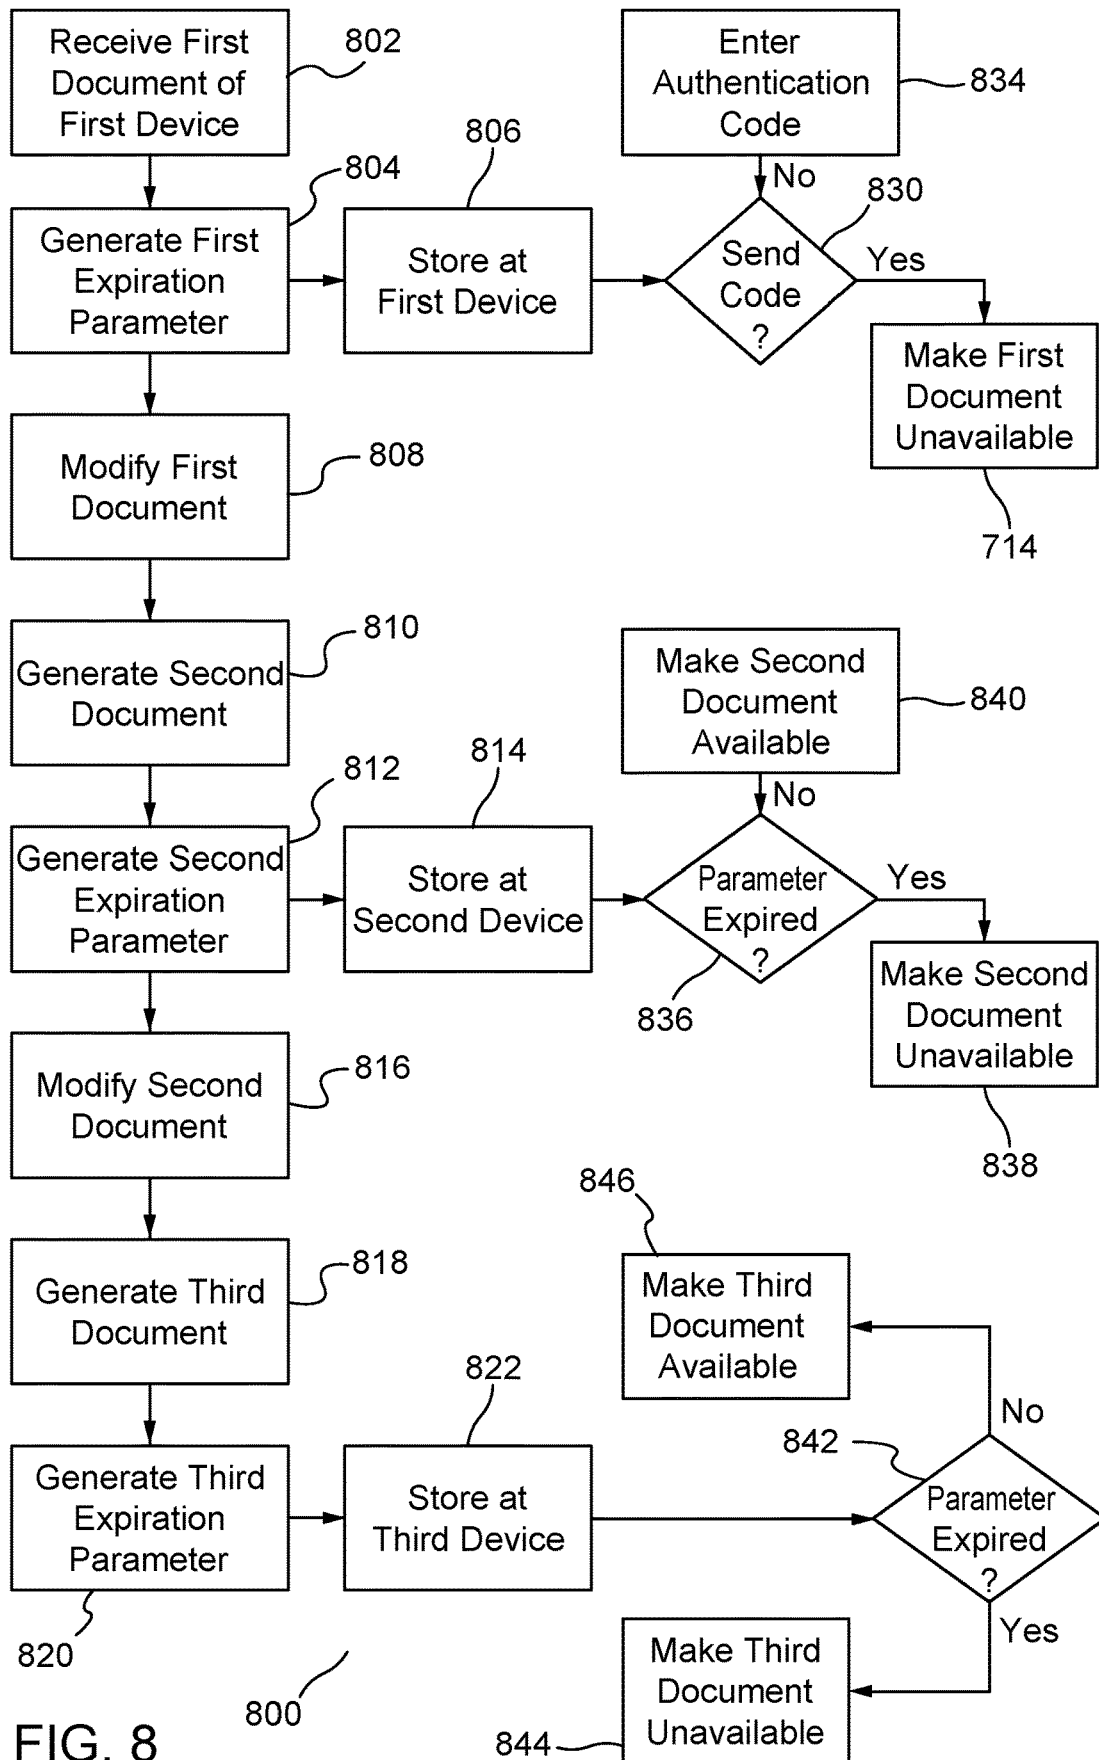 Receive First
Document of
First Device
802
Enter
Authentication
Code
834
806
804
No
830
Generate First
Expiration
Parameter
Store at
First Device
Send
Code
?
Yes
Make First
Document
Unavailable
714
Modify First
Document
808
810
Generate Second
Document
Make Second
Document
Available
840
814
812
No
Generate Second
Expiration
Parameter
Store at
Second Device
Parameter
Expired
?
Yes
836
Make Second
Document
Unavailable
838
Modify Second
Document
816
846
818
Generate Third
Document
Make Third
Document
Available
822
No
842
Generate Third
Expiration
Parameter
Store at
Third Device
Parameter
Expired
?
Yes
820
Make Third
Document
Unavailable
800
844
FIG. 8